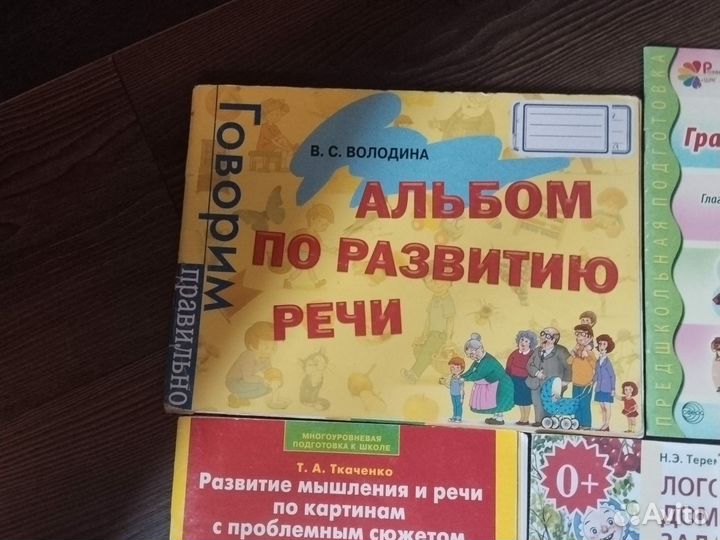 Говорим
правильно
В. С. ВОЛОДИНА
АЛЬБОМ
ПО РАЗВИТИЮ
РЕЧИ
ПРЕДШКОЛЬНАЯ ПОДГОТОВКА
МНОГОУРОВНЕВАЯ
ПОДГОТОВКА К ШКОЛЕ
Т. А. Ткаченко
Развитие мышления и речи
по картинам
с проблемным сюжетом
0+
Н.Э.
Avito